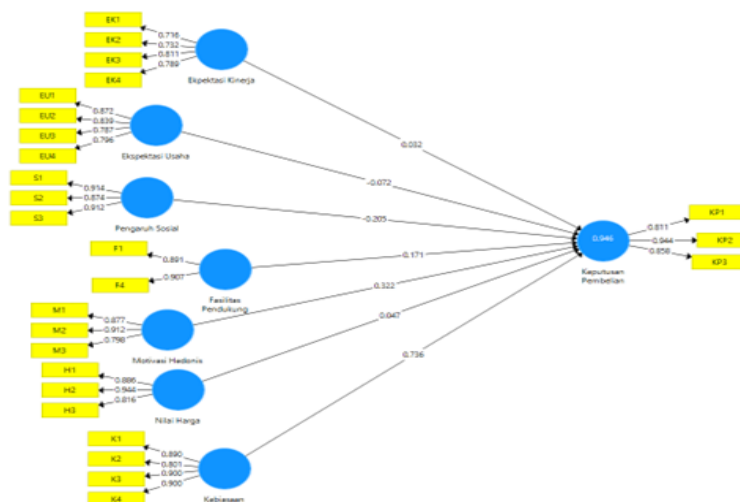 EK1
EK2
EK3
EK4
0.716
0.732
0.811
0.789
Ekpektasi Kinerja
EU1
EU2
EU3
EU4
0.872
0.839
0.787
0.796
Ekspektasi Usaha
S1
S2
S3
0.914
0.874
0.912
Pengaruh Sosial
F1
F4
0.891
0.907
Fasilitas
Pendukung
M1
M2
M3
0.877
0.912
0.798
Motivasi Hedonis
H1
H2
H3
0.886
0.944
0.816
Nilai Harga
K1
K2
K3
K4
0.890
0.801
0.900
0.900
Kebiasaan
0.032
-0.072
-0.205
0.171
0.322
0.047
0.736
0.946
Keputusan
Pembelian
0.811
0.944
0.858
KP1
KP2
KP3